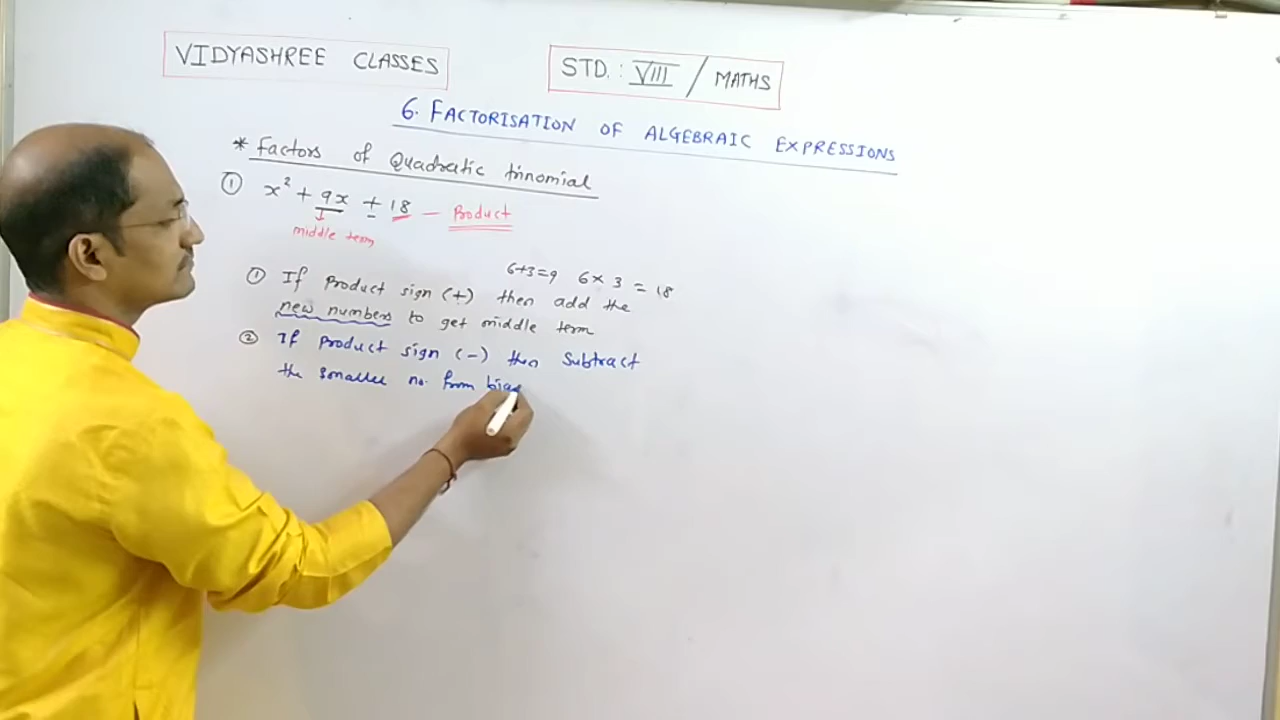 VIDYASHREE CLASSES
STD. : VIII / MATHS
6. FACTORISATION OF ALGEBRAIC EXPRESSIONS
* Factors of Quadratic trinomial
① x² + 9x + 18 — Product
middle term
6+3=9 6 × 3 = 18
① If Product sign (+) then add the
new numbers to get middle term
② If Product sign (-) then Subtract
the smaller no. from